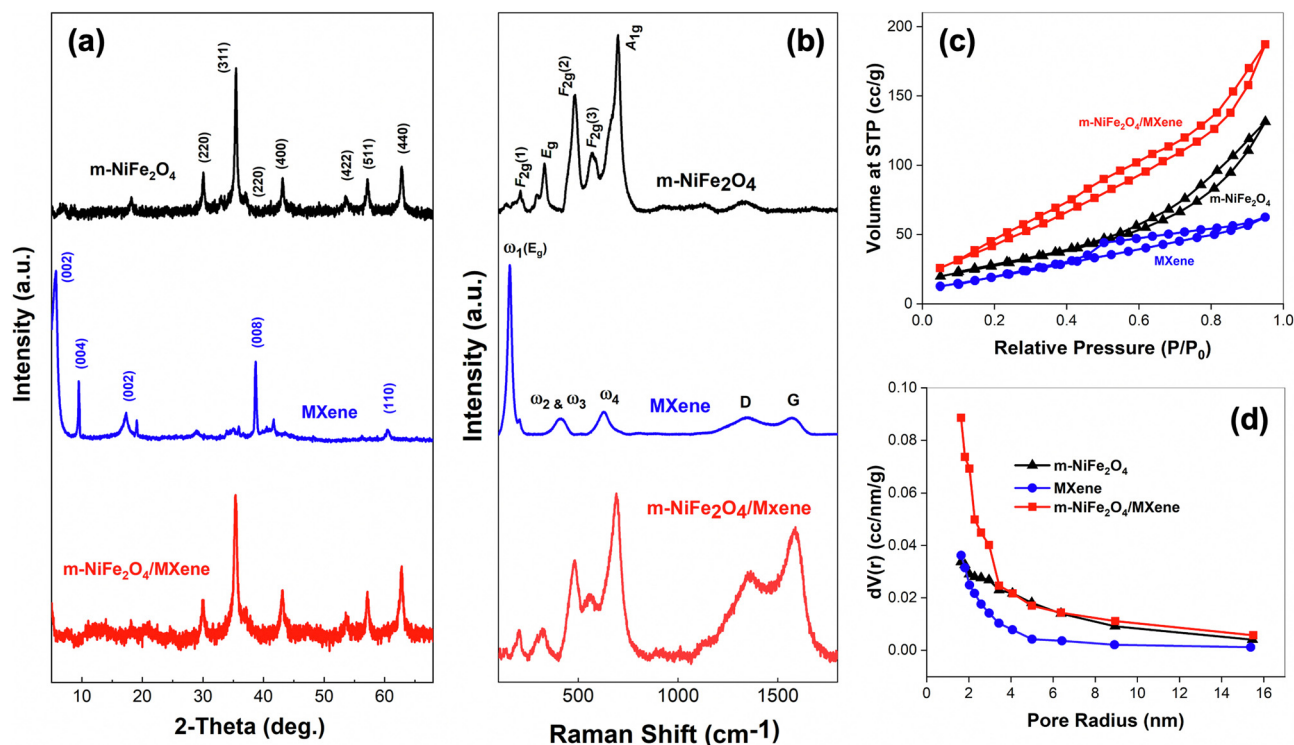 (a)
(311)
(220)
(220)
(400)
(422)
(511)
(440)
m-NiFe2O4
(002)
(004)
(002)
(008)
(110)
MXene
m-NiFe2O4/MXene
10 20 30 40 50 60
2-Theta (deg.)
Intensity (a.u.)
(b)
F2g(1)
Eg
F2g(2)
F2g(3)
A1g
m-NiFe2O4
ω1(Eg)
ω2 & ω3
ω4
MXene
D
G
m-NiFe2O4/Mxene
500 1000 1500
Raman Shift (cm-1)
Intensity (a.u.)
(c)
200
150
100
50
0
m-NiFe2O4/MXene
m-NiFe2O4
MXene
0.0 0.2 0.4 0.6 0.8 1.0
Relative Pressure (P/P0)
Volume at STP (cc/g)
(d)
0.10
0.08
0.06
0.04
0.02
0.00
m-NiFe2O4
MXene
m-NiFe2O4/MXene
0 2 4 6 8 10 12 14 16
Pore Radius (nm)
dV(r) (cc/nm/g)